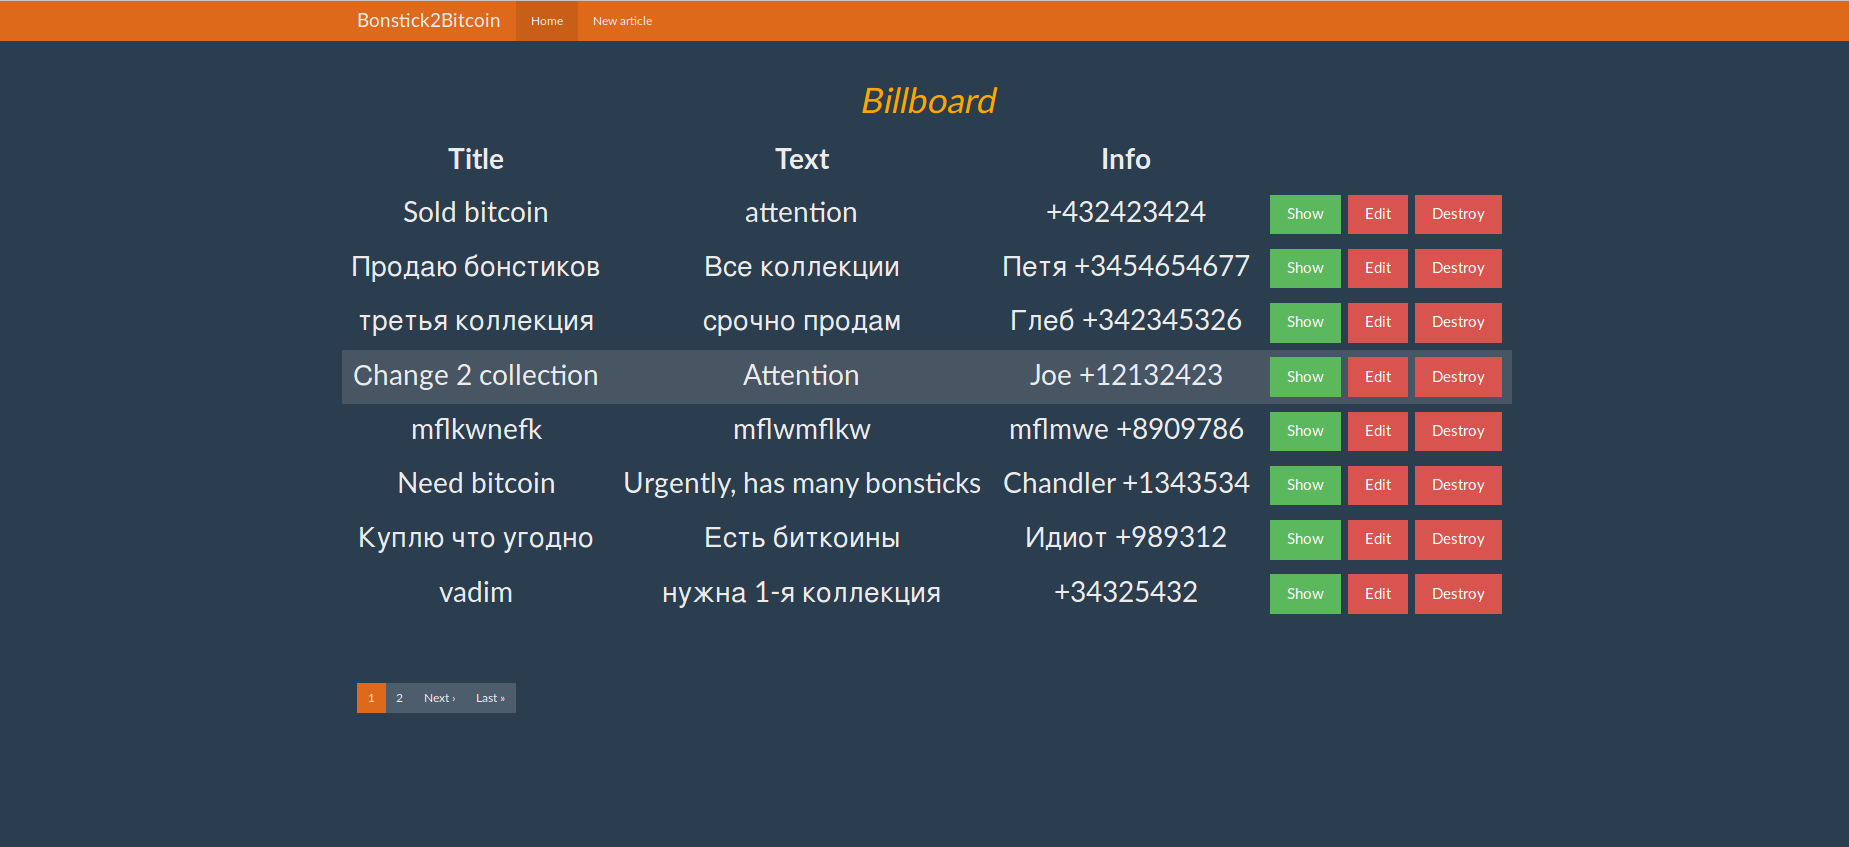 Bonstick2Bitcoin Home New article
Billboard
Title Text Info
Sold bitcoin attention +432423424 Show Edit Destroy
Продаю бонстиков Все коллекции Петя +3454654677 Show Edit Destroy
третья коллекция срочно продам Глеб +342345326 Show Edit Destroy
Change 2 collection Attention Joe +12132423 Show Edit Destroy
mflkwnefk mflwmflkw mflmwe +8909786 Show Edit Destroy
Need bitcoin Urgently, has many bonsticks Chandler +1343534 Show Edit Destroy
Куплю что угодно Есть биткоины Идиот +989312 Show Edit Destroy
vadim нужна 1-я коллекция +34325432 Show Edit Destroy
1 2 Next › Last »